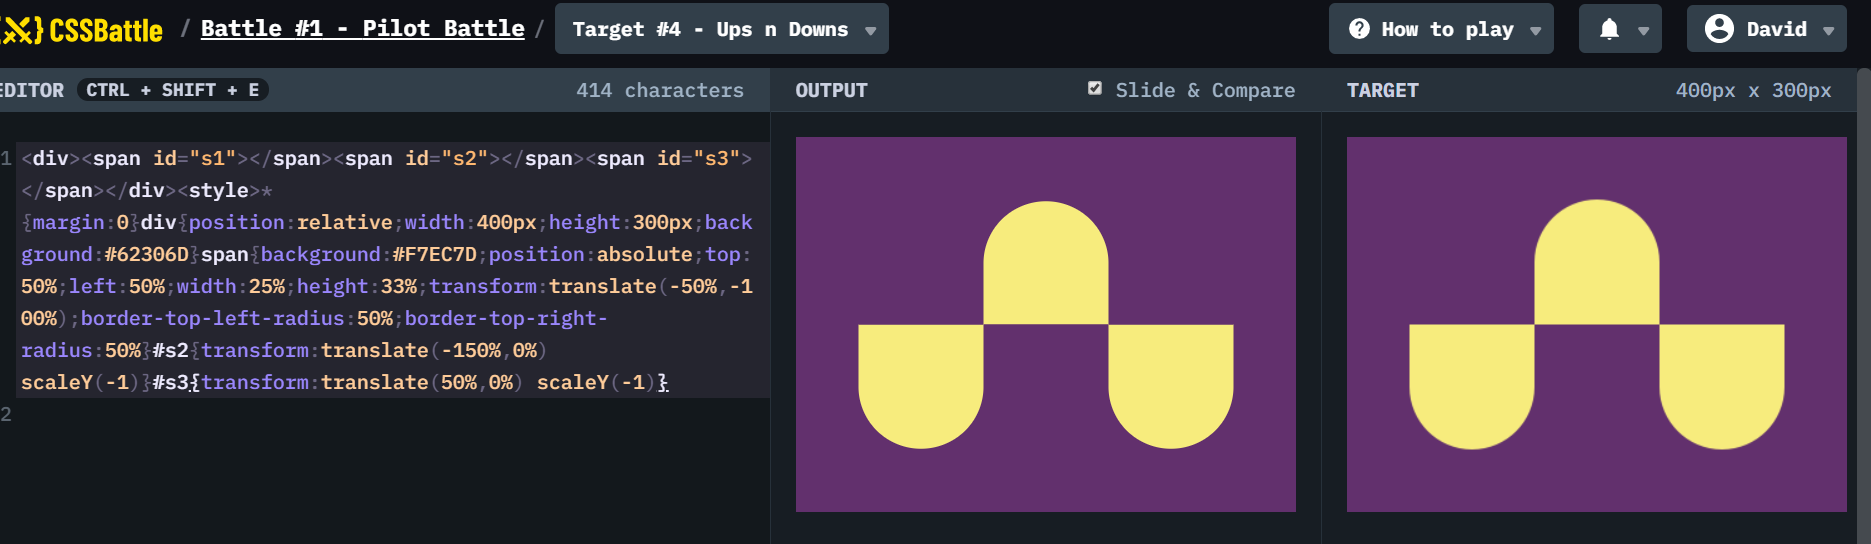 {✕} CSSBattle / Battle #1 - Pilot Battle / Target #4 - Ups n Downs ▼ How to play ▼ ▼ David ▼
EDITOR CTRL + SHIFT + E 414 characters OUTPUT Slide & Compare TARGET 400px x 300px
1 <div><span id="s1"></span><span id="s2"></span><span id="s3">
</span></div><style>*
{margin:0}div{position:relative;width:400px;height:300px;back
ground:#62306D}span{background:#F7EC7D;position:absolute;top:
50%;left:50%;width:25%;height:33%;transform:translate(-50%,-1
00%);border-top-left-radius:50%;border-top-right-
radius:50%}#s2{transform:translate(-150%,0%)
scaleY(-1)}#s3{transform:translate(50%,0%) scaleY(-1)}
2